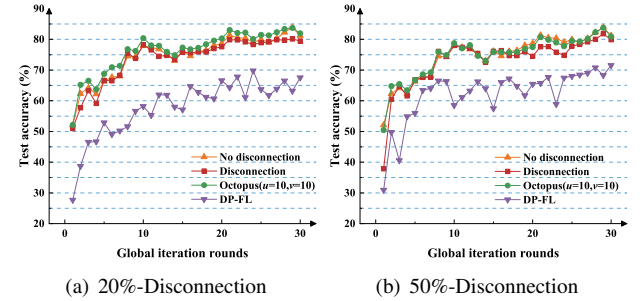 90
80
70
60
50
40
30
20
Test accuracy (%)
No disconnection
Disconnection
Octopus(u=10,v=10)
DP-FL
0 10 20 30
Global iteration rounds
(a) 20%-Disconnection
90
80
70
60
50
40
30
20
Test accuracy (%)
No disconnection
Disconnection
Octopus(u=10,v=10)
DP-FL
0 10 20 30
Global iteration rounds
(b) 50%-Disconnection